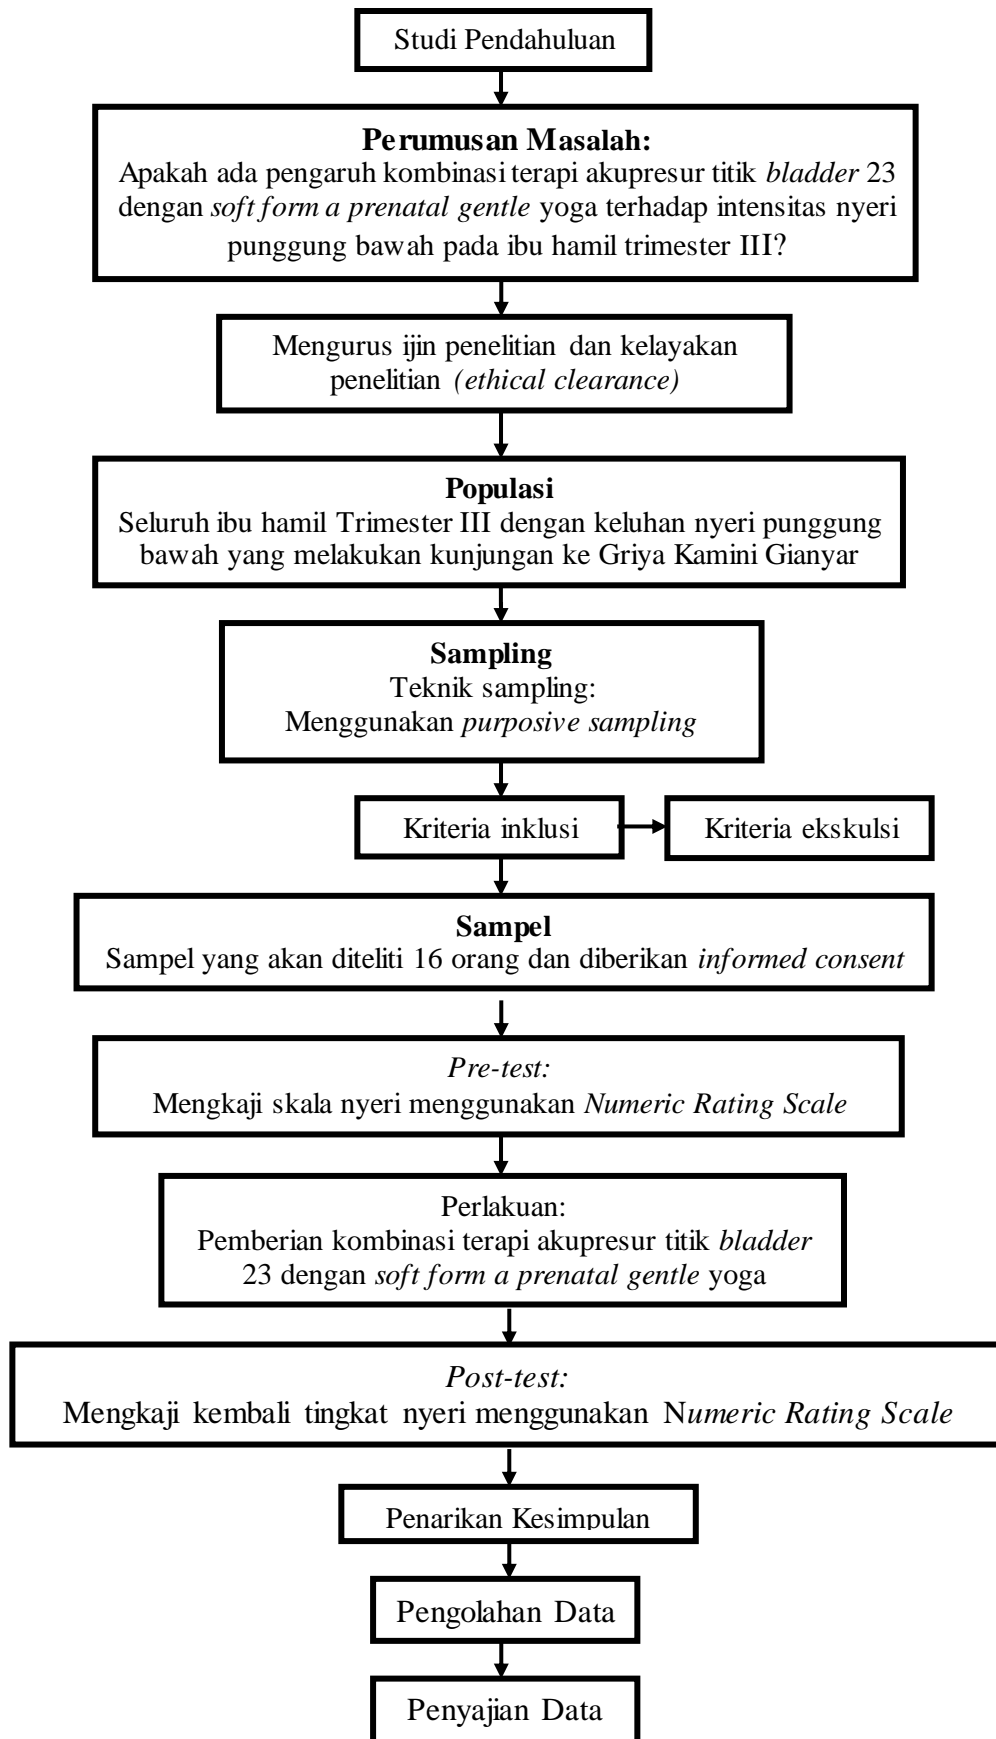 Studi Pendahuluan
Perumusan Masalah:
Apakah ada pengaruh kombinasi terapi akupresur titik bladder 23
dengan soft form a prenatal gentle yoga terhadap intensitas nyeri
punggung bawah pada ibu hamil trimester III?
Mengurus ijin penelitian dan kelayakan
penelitian (ethical clearance)
Populasi
Seluruh ibu hamil Trimester III dengan keluhan nyeri punggung
bawah yang melakukan kunjungan ke Griya Kamini Gianyar
Sampling
Teknik sampling:
Menggunakan purposive sampling
Kriteria inklusi
Kriteria ekskulsi
Sampel
Sampel yang akan diteliti 16 orang dan diberikan informed consent
Pre-test:
Mengkaji skala nyeri menggunakan Numeric Rating Scale
Perlakuan:
Pemberian kombinasi terapi akupresur titik bladder
23 dengan soft form a prenatal gentle yoga
Post-test:
Mengkaji kembali tingkat nyeri menggunakan Numeric Rating Scale
Penarikan Kesimpulan
Pengolahan Data
Penyajian Data